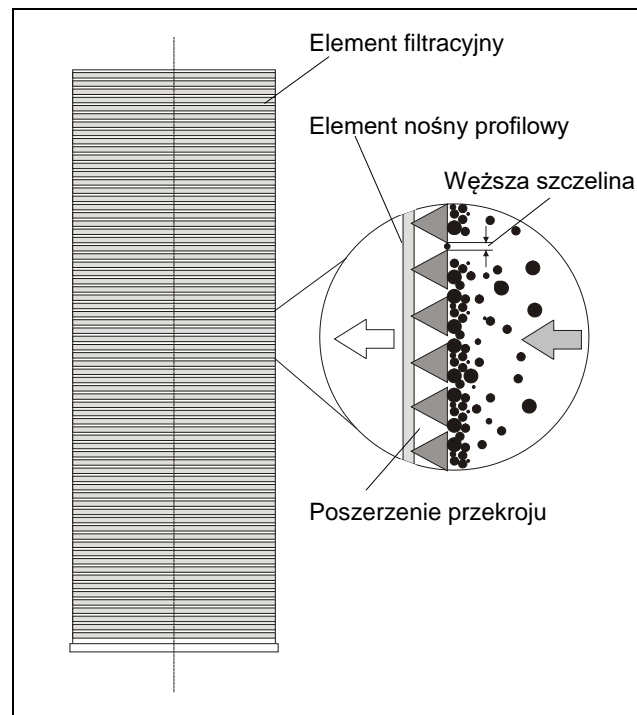 Element filtracyjny
Element nośny profilowy
Węższa szczelina
Poszerzenie przekroju